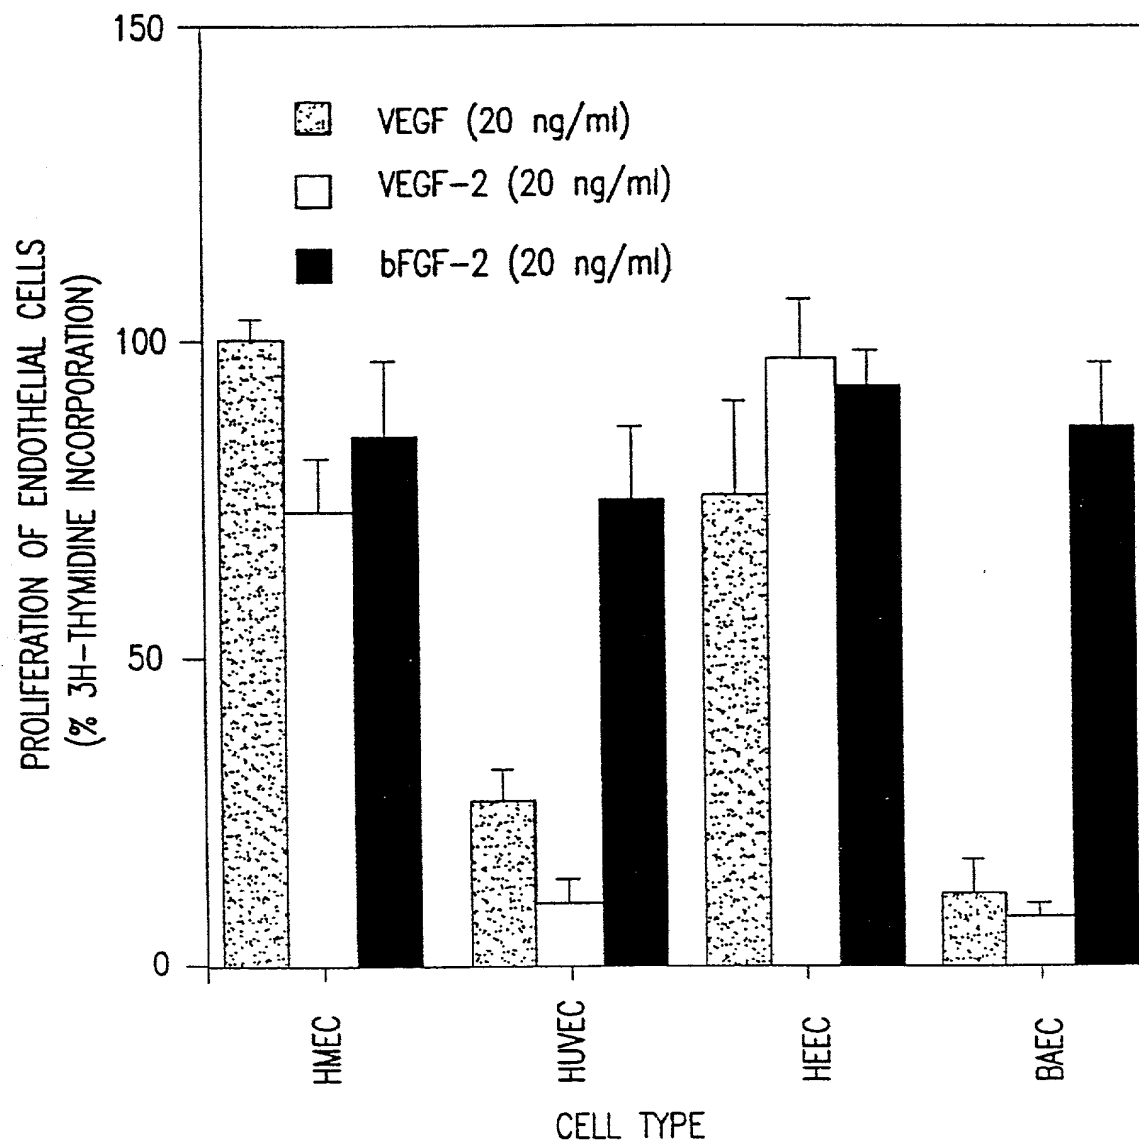 150
VEGF (20 ng/ml)
VEGF-2 (20 ng/ml)
bFGF-2 (20 ng/ml)
100
50
0
PROLIFERATION OF ENDOTHELIAL CELLS
(% 3H-THYMIDINE INCORPORATION)
HMEC
HUVEC
HEEC
BAEC
CELL TYPE